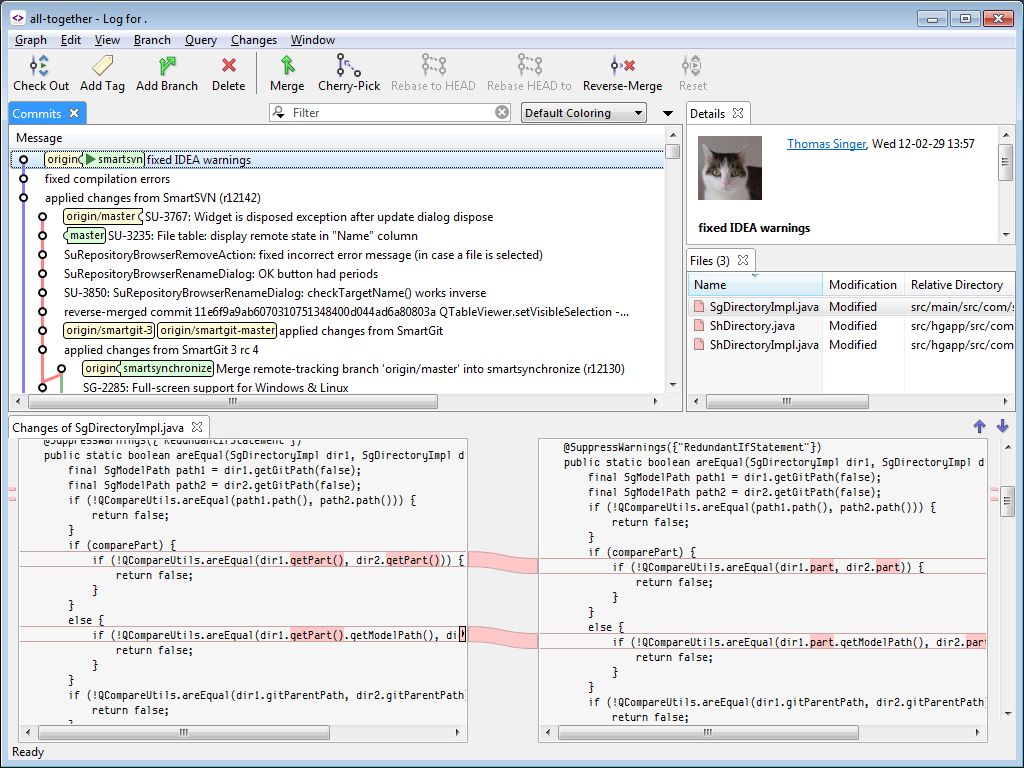 all-together - Log for .
Graph Edit View Branch Query Changes Window
Check Out Add Tag Add Branch Delete Merge Cherry-Pick Rebase to HEAD Rebase HEAD to Reverse-Merge Reset
Commits
Filter
Default Coloring
Message
origin smartsvn fixed IDEA warnings
fixed compilation errors
applied changes from SmartSVN (r12142)
origin/master SU-3767: Widget is disposed exception after update dialog dispose
master SU-3235: File table: display remote state in "Name" column
SuRepositoryBrowserRemoveAction: fixed incorrect error message (in case a file is selected)
SuRepositoryBrowserRenameDialog: OK button had periods
SU-3850: SuRepositoryBrowserRenameDialog: checkTargetName() works inverse
reverse-merged commit 11e6f9a9ab6070310751348400d044ad6a80803a QTableViewer.setVisibleSelection -...
origin/smartgit-3 origin/smartgit-master applied changes from SmartGit
applied changes from SmartGit 3 rc 4
origin smartsynchronize Merge remote-tracking branch 'origin/master' into smartsynchronize (r12130)
SG-2285: Full-screen support for Windows & Linux
Details
Thomas Singer, Wed 12-02-29 13:57
fixed IDEA warnings
Files (3)
Name Modification Relative Directory
SgDirectoryImpl.java Modified src/main/src/com/s
ShDirectory.java Modified src/hgapp/src/com
ShDirectoryImpl.java Modified src/hgapp/src/com
Changes of SgDirectoryImpl.java
@SuppressWarnings({"RedundantIfStatement"})
public static boolean areEqual(SgDirectoryImpl dir1, SgDirectoryImpl d
final SgModelPath path1 = dir1.getGitPath(false);
final SgModelPath path2 = dir2.getGitPath(false);
if (!QCompareUtils.areEqual(path1.path(), path2.path())) {
return false;
}
if (comparePart) {
if (!QCompareUtils.areEqual(dir1.getPart(), dir2.getPart())) {
return false;
}
}
else {
if (!QCompareUtils.areEqual(dir1.getPart().getModelPath(), di
return false;
}
}
if (!QCompareUtils.areEqual(dir1.gitParentPath, dir2.gitParentPath)
return false;
}
@SuppressWarnings({"RedundantIfStatement"})
public static boolean areEqual(SgDirectoryImpl dir1, SgDirectoryImpl d
final SgModelPath path1 = dir1.getGitPath(false);
final SgModelPath path2 = dir2.getGitPath(false);
if (!QCompareUtils.areEqual(path1.path(), path2.path())) {
return false;
}
if (comparePart) {
if (!QCompareUtils.areEqual(dir1.part, dir2.part)) {
return false;
}
}
else {
if (!QCompareUtils.areEqual(dir1.part.getModelPath(), dir2.par
return false;
}
}
if (!QCompareUtils.areEqual(dir1.gitParentPath, dir2.gitParentPath)
return false;
Ready